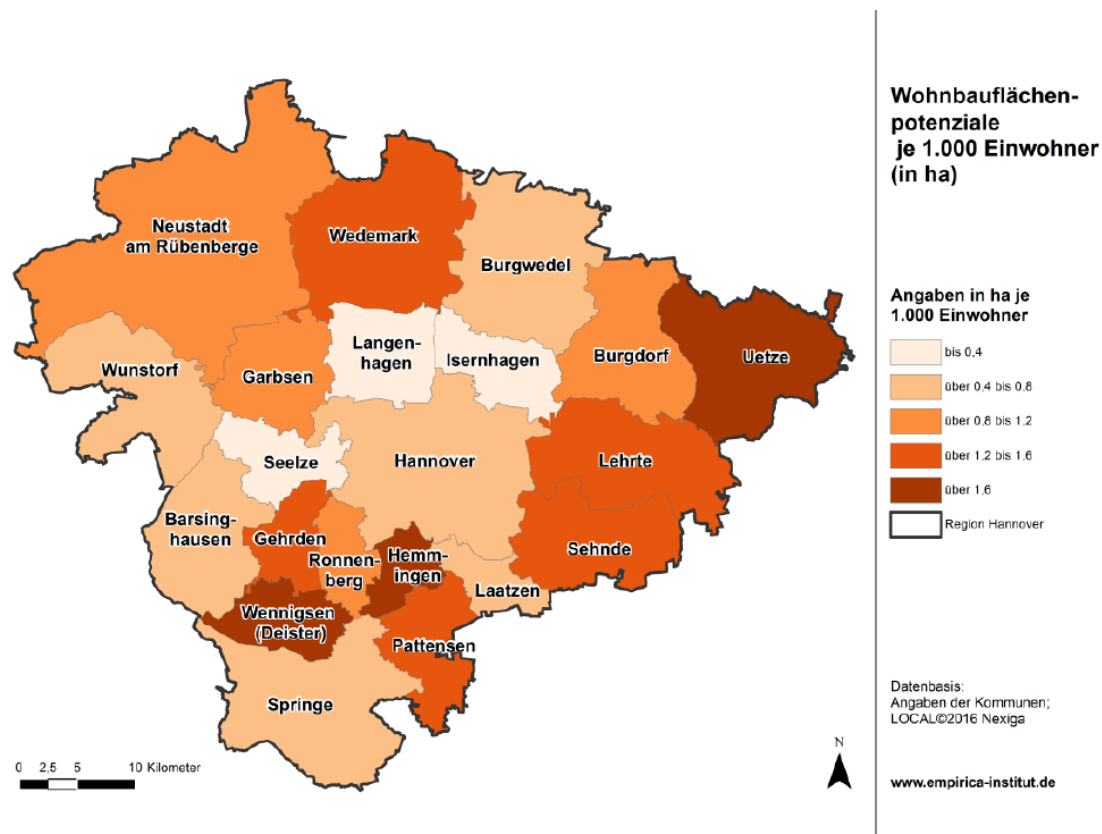 Wohnbauflächen-
potenziale
je 1.000 Einwohner
(in ha)
Neustadt
am Rübenberge
Wedemark
Burgwedel
Langen-
hagen
Isernhagen
Burgdorf
Uetze
Wunstorf
Garbsen
Seelze
Hannover
Lehrte
Barsing-
hausen
Gehrden
Ronnen-
berg
Hemm-
ingen
Sehnde
Laatzen
Wennigsen
(Deister)
Pattensen
Springe
Angaben in ha je
1.000 Einwohner
bis 0,4
über 0,4 bis 0,8
über 0,8 bis 1,2
über 1,2 bis 1,6
über 1,6
Region Hannover
Datenbasis:
Angaben der Kommunen;
LOCAL©2016 Nexiga
www.empirica-institut.de
0 2,5 5 10 Kilometer
N